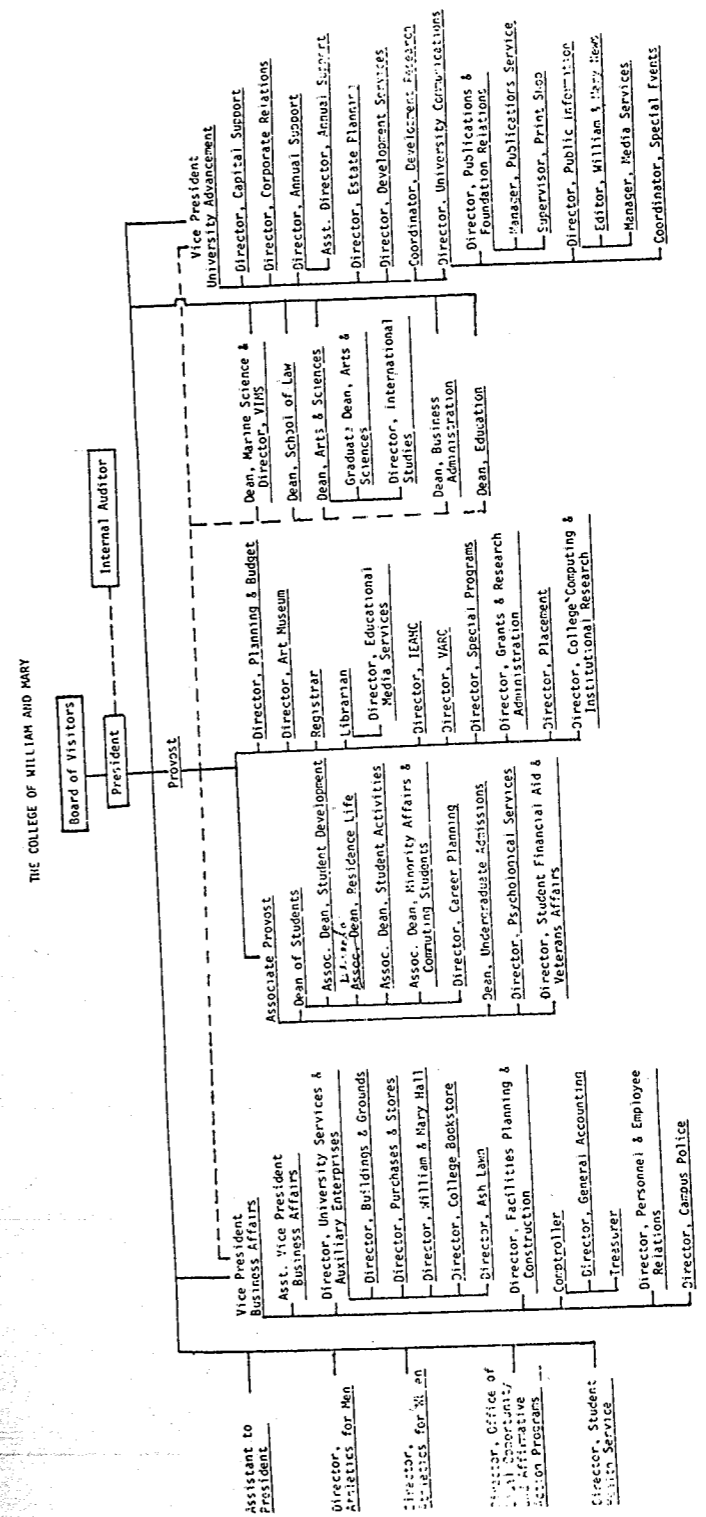 THE COLLEGE OF WILLIAM AND MARY
Board of Visitors
President
Internal Auditor
Provost
Assistant to
President
Director,
Athletics for Men
Director,
Athletics for
Director, Office of
Opportunity
and Affirmative
Action Programs
Director, Student
Health Service
Vice President
Business Affairs
Asst. Vice President
Business Affairs
Director, University Services &
Auxiliary Enterprises
Director, Buildings & Grounds
Director, Purchases & Stores
Director, William & Mary Hall
Director, College Bookstore
Director, Ash Lawn
Director, Facilities Planning &
Construction
Comptroller
Director, General Accounting
Treasurer
Director, Personnel & Employee
Relations
Director, Campus Police
Associate Provost
Dean of Students
Assoc. Dean, Student Development
Assoc. Dean, Residence Life
Assoc. Dean, Student Activities
Assoc. Dean, Minority Affairs &
Commuting Students
Director, Career Planning
Dean, Undergraduate Admissions
Director, Psychological Services
Director, Student Financial Aid &
Veterans Affairs
Director, Planning & Budget
Director, Art Museum
Registrar
Librarian
Director, Educational
Media Services
Director, IEAMC
Director, VARC
Director, Special Programs
Director, Grants & Research
Administration
Director, Placement
Director, College Computing &
Institutional Research
Dean, Marine Science &
Director, VIMS
Dean, School of Law
Dean, Arts & Sciences
Graduate Dean, Arts &
Sciences
Director, International
Studies
Dean, Business
Administration
Dean, Education
Vice President
University Advancement
Director, Capital Support
Director, Corporate Relations
Director, Annual Support
Asst. Director, Annual Support
Director, Estate Planning
Director, Development Services
Coordinator, Development Research
Director, University Communications
Director, Publications &
Foundation Relations
Manager, Publications Service
Supervisor, Print Shop
Director, Public Information
Editor, William & Mary News
Manager, Media Services
Coordinator, Special Events